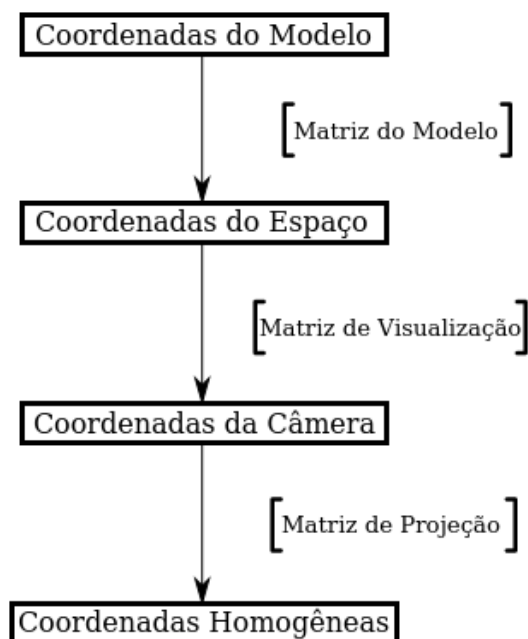 Coordenadas do Modelo
Matriz do Modelo
Coordenadas do Espaço
Matriz de Visualização
Coordenadas da Câmera
Matriz de Projeção
Coordenadas Homogêneas